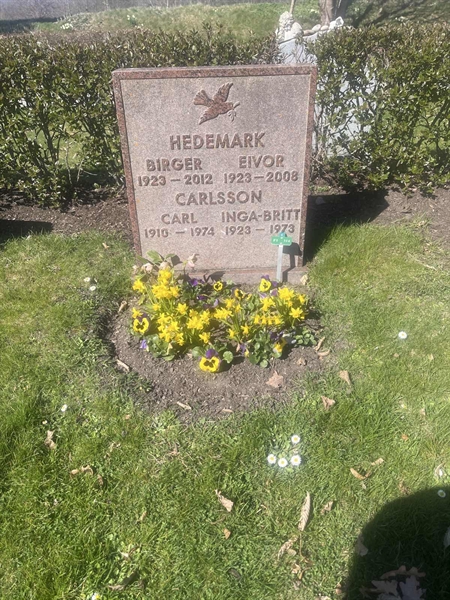 HEDEMARK
BIRGER EIVOR
1923 — 2012 1923 — 2008
CARLSSON
CARL INGA-BRITT
1910 — 1974 1923 — 1973